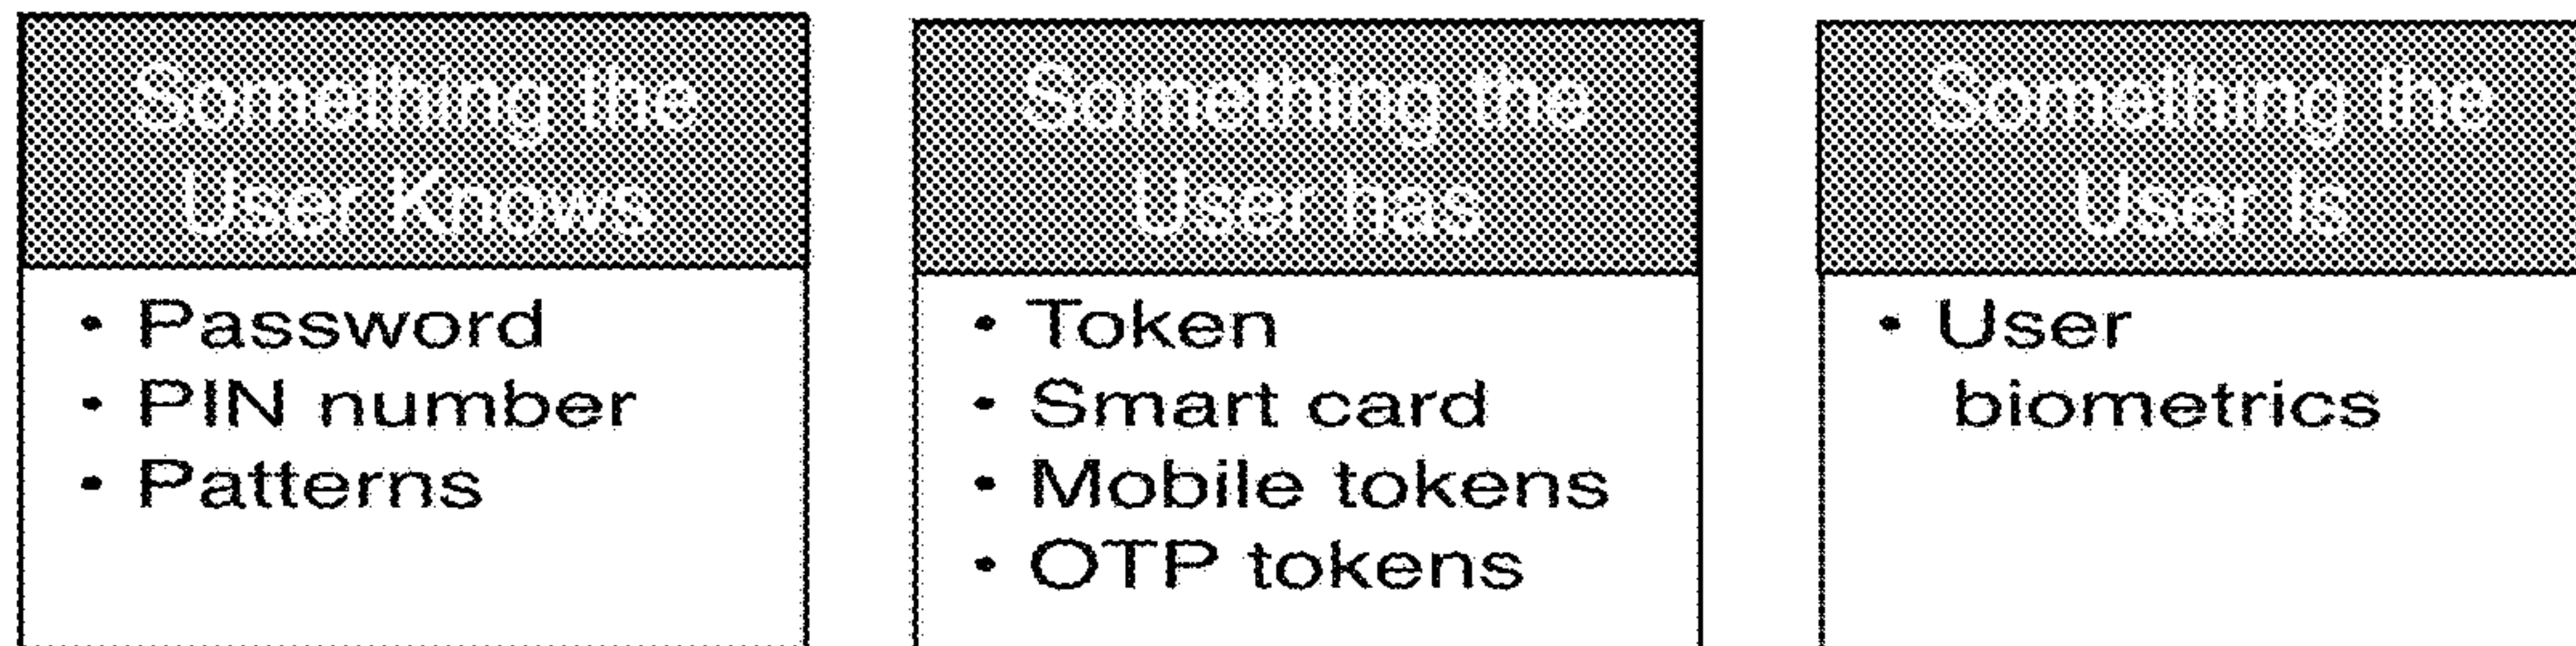 Something the
User Knows
• Password
• PIN number
• Patterns
Something the
User has
• Token
• Smart card
• Mobile tokens
• OTP tokens
Something the
User Is
• User
biometrics